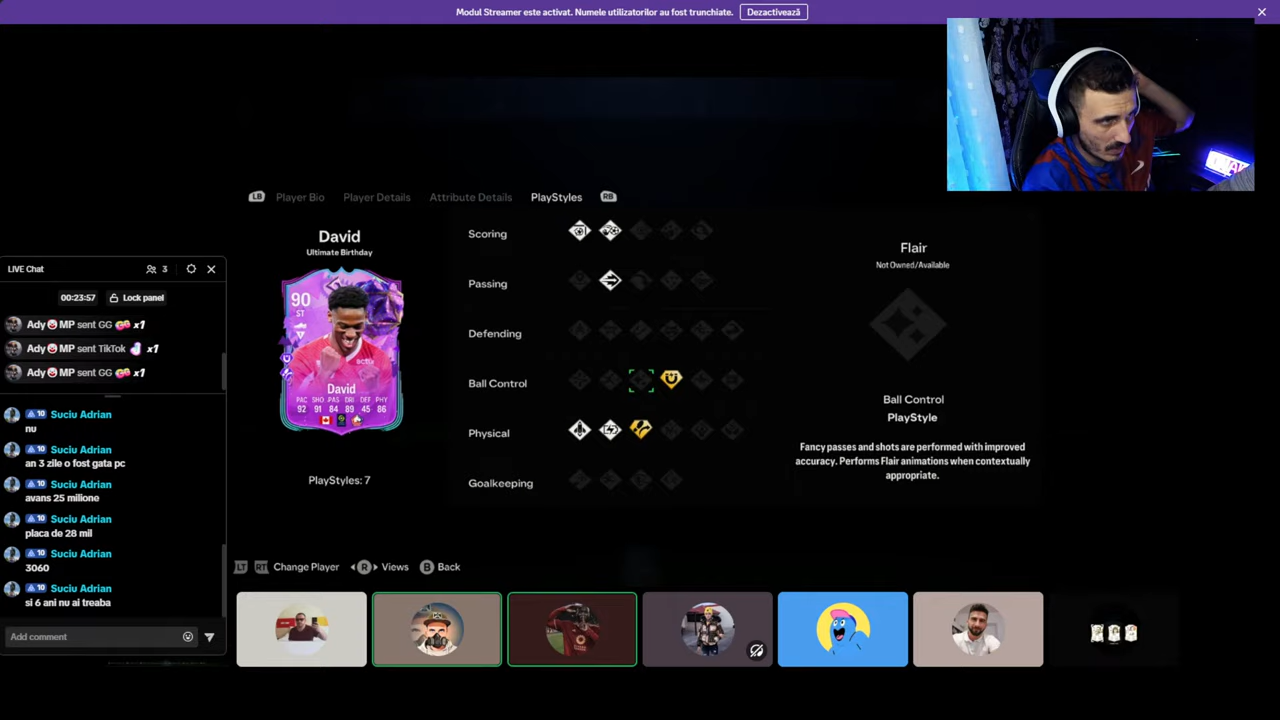 Modul Streamer este activat. Numele utilizatorilor au fost trunchiate. Dezactivează
LB Player Bio Player Details Attribute Details PlayStyles RB
David
Ultimate Birthday
90
ST
David
PAC SHO PAS DRI DEF PHY
92 91 84 89 45 86
PlayStyles: 7
Scoring
Passing
Defending
Ball Control
Physical
Goalkeeping
Flair
Not Owned/Available
Ball Control
PlayStyle
Fancy passes and shots are performed with improved
accuracy. Performs Flair animations when contextually
appropriate.
LIVE Chat 3
00:23:57 Lock panel
Ady MP sent GG x1
Ady MP sent TikTok x1
Ady MP sent GG x1
10 Suciu Adrian
nu
10 Suciu Adrian
an 3 zile o fost gata pc
10 Suciu Adrian
avans 25 milione
10 Suciu Adrian
placa de 28 mil
10 Suciu Adrian
3060
10 Suciu Adrian
si 6 ani nu ai treaba
Add comment
LT RT Change Player R Views B Back